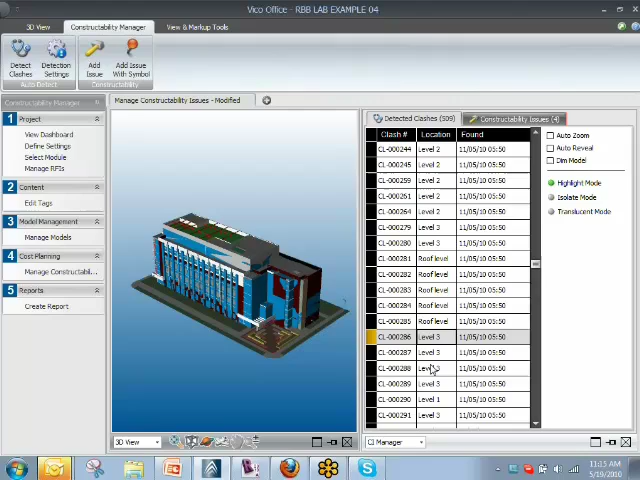 Vico Office - RBB LAB EXAMPLE 04
3D View
Constructability Manager
View & Markup Tools
Detect Clashes
Detection Settings
Add Issue
Add Issue With Symbol
Auto Detect
Constructability
Constructability Manager
Manage Constructability Issues - Modified
1 Project
View Dashboard
Define Settings
Select Module
Manage RFIs
2 Content
Edit Tags
3 Model Management
Manage Models
4 Cost Planning
Manage Constructabil...
5 Reports
Create Report
Detected Clashes (509)
Constructability Issues (4)
Clash # Location Found
CL-000244 Level 2 11/05/10 05:50
CL-000245 Level 2 11/05/10 05:50
CL-000259 Level 2 11/05/10 05:50
CL-000261 Level 2 11/05/10 05:50
CL-000264 Level 2 11/05/10 05:50
CL-000279 Level 3 11/05/10 05:50
CL-000280 Level 3 11/05/10 05:50
CL-000281 Roof level 11/05/10 05:50
CL-000282 Roof level 11/05/10 05:50
CL-000283 Roof level 11/05/10 05:50
CL-000284 Roof level 11/05/10 05:50
CL-000285 Roof level 11/05/10 05:50
CL-000286 Level 3 11/05/10 05:50
CL-000287 Level 3 11/05/10 05:50
CL-000288 Level 3 11/05/10 05:50
CL-000289 Level 3 11/05/10 05:50
CL-000290 Level 1 11/05/10 05:50
CL-000291 Level 3 11/05/10 05:50
Auto Zoom
Auto Reveal
Dim Model
Highlight Mode
Isolate Mode
Translucent Mode
3D View
CI Manager
11:15 AM
5/19/2010